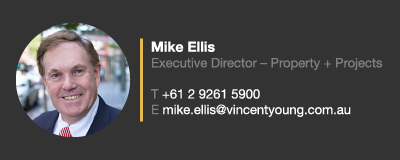 Mike Ellis
Executive Director – Property + Projects
T +61 2 9261 5900
E mike.ellis@vincentyoung.com.au